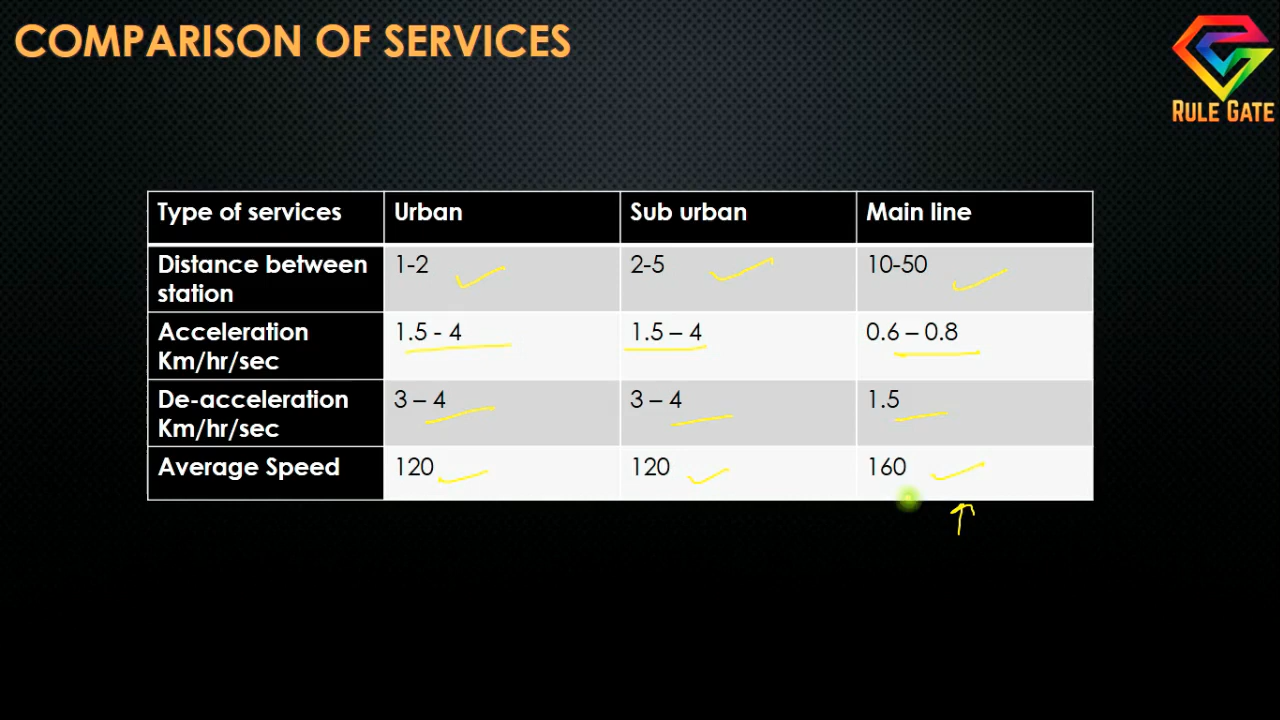 COMPARISON OF SERVICES
RULE GATE
Type of services Urban Sub urban Main line
Distance between station 1-2 2-5 10-50
Acceleration Km/hr/sec 1.5 - 4 1.5 – 4 0.6 – 0.8
De-acceleration Km/hr/sec 3 – 4 3 – 4 1.5
Average Speed 120 120 160